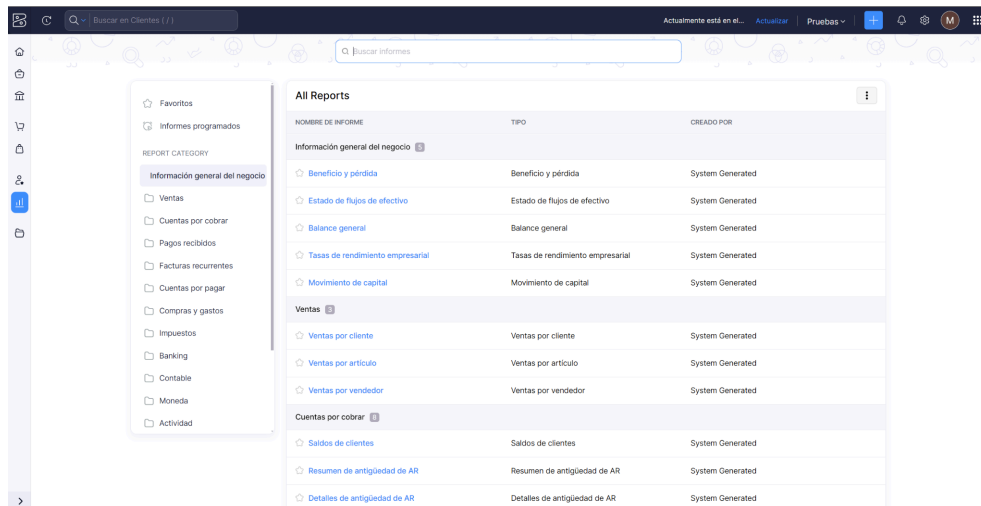 Buscar en Clientes ( / )
Actualmente está en el...
Actualizar
Pruebas
M
Buscar informes
Favoritos
Informes programados
REPORT CATEGORY
Información general del negocio
Ventas
Cuentas por cobrar
Pagos recibidos
Facturas recurrentes
Cuentas por pagar
Compras y gastos
Impuestos
Banking
Contable
Moneda
Actividad
All Reports
NOMBRE DE INFORME TIPO CREADO POR
Información general del negocio 5
Beneficio y pérdida Beneficio y pérdida System Generated
Estado de flujos de efectivo Estado de flujos de efectivo System Generated
Balance general Balance general System Generated
Tasas de rendimiento empresarial Tasas de rendimiento empresarial System Generated
Movimiento de capital Movimiento de capital System Generated
Ventas 3
Ventas por cliente Ventas por cliente System Generated
Ventas por artículo Ventas por artículo System Generated
Ventas por vendedor Ventas por vendedor System Generated
Cuentas por cobrar 8
Saldos de clientes Saldos de clientes System Generated
Resumen de antigüedad de AR Resumen de antigüedad de AR System Generated
Detalles de antigüedad de AR Detalles de antigüedad de AR System Generated